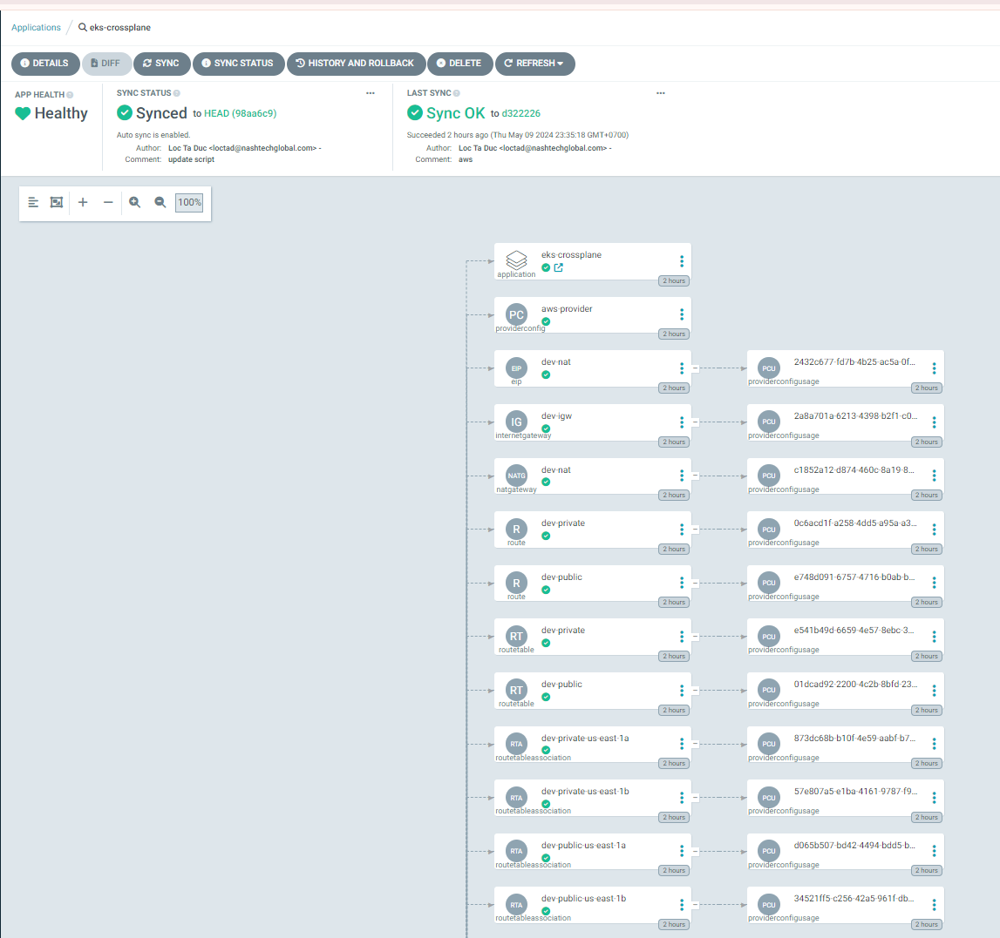 Applications / eks-crossplane
DETAILS DIFF SYNC SYNC STATUS HISTORY AND ROLLBACK DELETE REFRESH
APP HEALTH
Healthy
SYNC STATUS
Synced to HEAD (98aa6c9)
Auto sync is enabled.
Author: Loc Ta Duc <loctad@nashtechglobal.com> -
Comment: update script
LAST SYNC
Sync OK to d322226
Succeeded 2 hours ago (Thu May 09 2024 23:35:18 GMT+0700)
Author: Loc Ta Duc <loctad@nashtechglobal.com> -
Comment: aws
100%
eks-crossplane
application
2 hours
PC
aws-provider
providerconfig
2 hours
EIP
dev-nat
eip
2 hours
PCU
2432c677-fd7b-4b25-ac5a-0f...
providerconfigusage
2 hours
IG
dev-igw
internetgateway
2 hours
PCU
2a8a701a-6213-4398-b2f1-c0...
providerconfigusage
2 hours
NATG
dev-nat
natgateway
2 hours
PCU
c1852a12-d874-460c-8a19-8...
providerconfigusage
2 hours
R
dev-private
route
2 hours
PCU
0c6acd1f-a258-4dd5-a95a-a3...
providerconfigusage
2 hours
R
dev-public
route
2 hours
PCU
e748d091-6757-4716-b0ab-b...
providerconfigusage
2 hours
RT
dev-private
routetable
2 hours
PCU
e541b49d-6659-4e57-8ebc-3...
providerconfigusage
2 hours
RT
dev-public
routetable
2 hours
PCU
01dcad92-2200-4c2b-8bfd-23...
providerconfigusage
2 hours
RTA
dev-private-us-east-1a
routetableassociation
2 hours
PCU
873dc68b-b10f-4e59-aabf-b7...
providerconfigusage
2 hours
RTA
dev-private-us-east-1b
routetableassociation
2 hours
PCU
57e807a5-e1ba-4161-9787-f9...
providerconfigusage
2 hours
RTA
dev-public-us-east-1a
routetableassociation
2 hours
PCU
d065b507-bd42-4494-bdd5-b...
providerconfigusage
2 hours
RTA
dev-public-us-east-1b
routetableassociation
2 hours
PCU
34521ff5-c256-42a5-961f-db...
providerconfigusage
2 hours